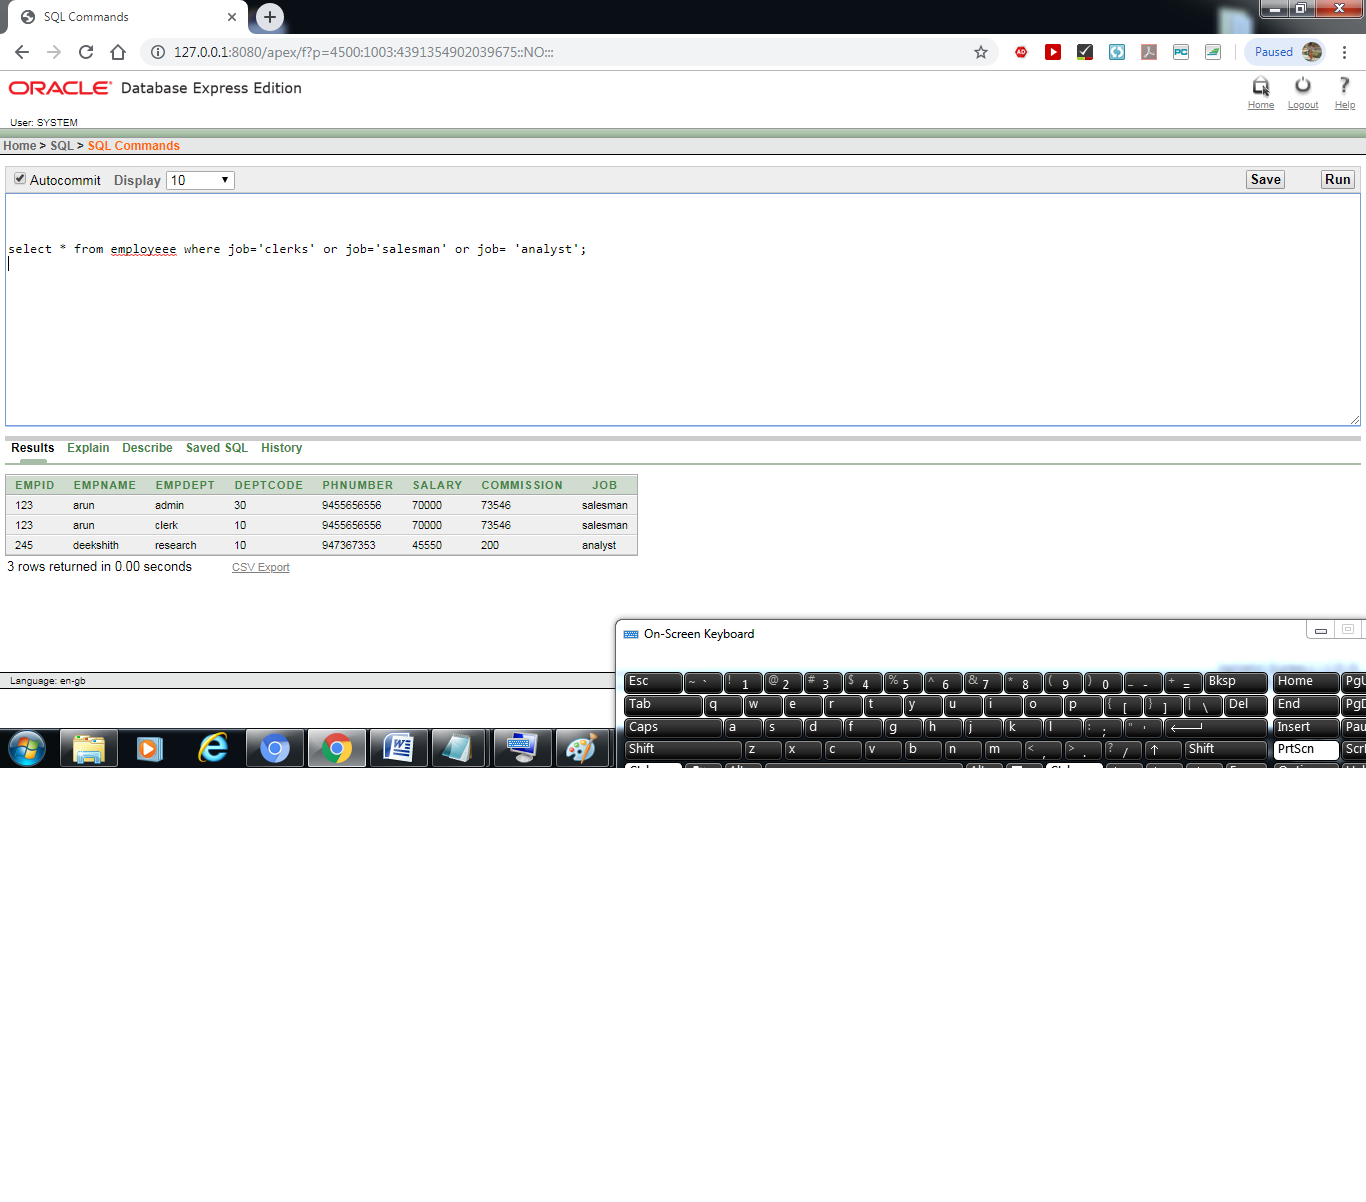 SQL Commands
127.0.0.1:8080/apex/f?p=4500:1003:4391354902039675::NO:::
Paused
ORACLE Database Express Edition
Home Logout Help
User: SYSTEM
Home > SQL > SQL Commands
Autocommit Display 10 Save Run
select * from employeee where job='clerks' or job='salesman' or job= 'analyst';
Results Explain Describe Saved SQL History
EMPID EMPNAME EMPDEPT DEPTCODE PHNUMBER SALARY COMMISSION JOB
123 arun admin 30 9455656556 70000 73546 salesman
123 arun clerk 10 9455656556 70000 73546 salesman
245 deekshith research 10 947367353 45550 200 analyst
3 rows returned in 0.00 seconds CSV Export
On-Screen Keyboard
Language: en-gb
Esc ~ ` ! 1 @ 2 # 3 $ 4 % 5 ^ 6 & 7 * 8 ( 9 ) 0 _ - + = Bksp Home PgU
Tab q w e r t y u i o p { [ } ] | \ Del End PgD
Caps a s d f g h j k l : ; " ' Insert Pau
Shift z x c v b n m < , > . ? / ↑ Shift PrtScn Scr